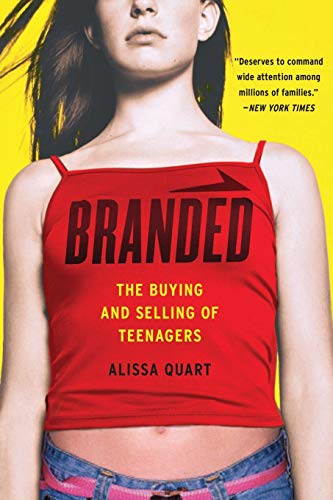 "Deserves to command
wide attention among
millions of families."
—NEW YORK TIMES
BRANDED
THE BUYING
AND SELLING OF
TEENAGERS
ALISSA QUART